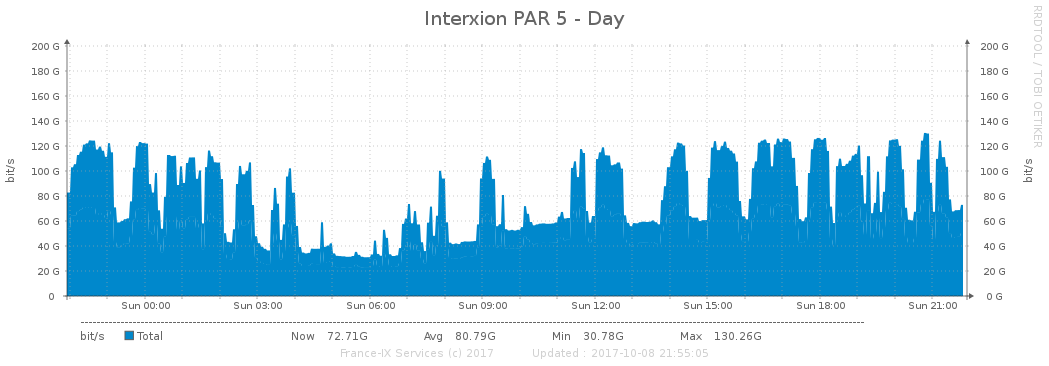 Interxion PAR 5 - Day
RRDTOOL / TOBI OETIKER
200 G 200 G
180 G 180 G
160 G 160 G
140 G 140 G
120 G 120 G
100 G 100 G
80 G 80 G
60 G 60 G
40 G 40 G
20 G 20 G
0 0 G
bit/s bit/s
Sun 00:00 Sun 03:00 Sun 06:00 Sun 09:00 Sun 12:00 Sun 15:00 Sun 18:00 Sun 21:00
bit/s Total Now 72.71G Avg 80.79G Min 30.78G Max 130.26G
France-IX Services (c) 2017 Updated : 2017-10-08 21:55:05